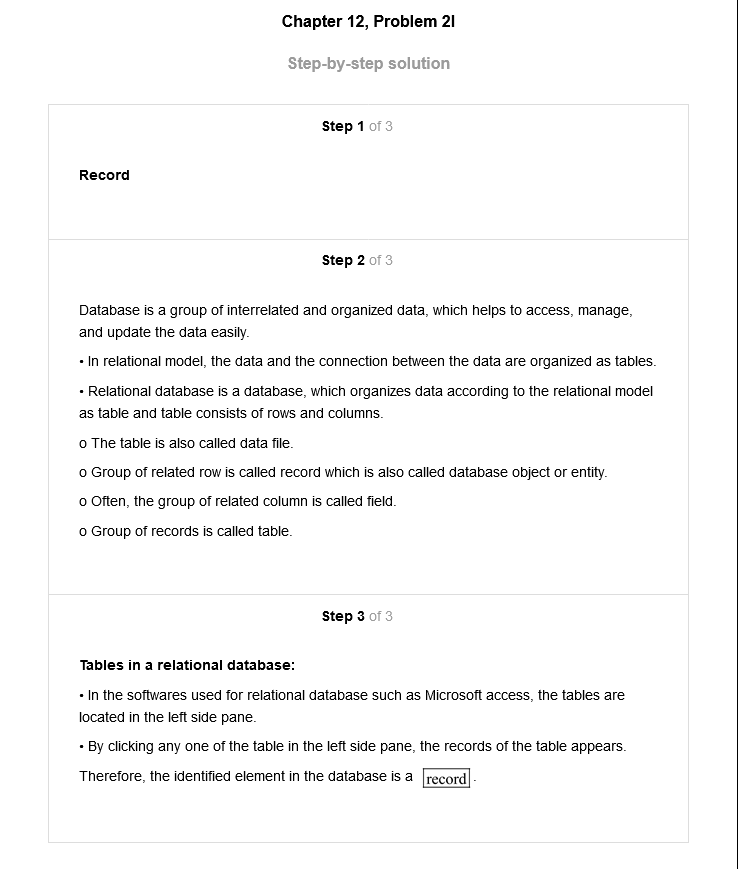 Chapter 12, Problem 2I
Step-by-step solution
Step 1 of 3
Record
Step 2 of 3
Database is a group of interrelated and organized data, which helps to access, manage,
and update the data easily.
• In relational model, the data and the connection between the data are organized as tables.
• Relational database is a database, which organizes data according to the relational model
as table and table consists of rows and columns.
o The table is also called data file.
o Group of related row is called record which is also called database object or entity.
o Often, the group of related column is called field.
o Group of records is called table.
Step 3 of 3
Tables in a relational database:
• In the softwares used for relational database such as Microsoft access, the tables are
located in the left side pane.
• By clicking any one of the table in the left side pane, the records of the table appears.
Therefore, the identified element in the database is a record.